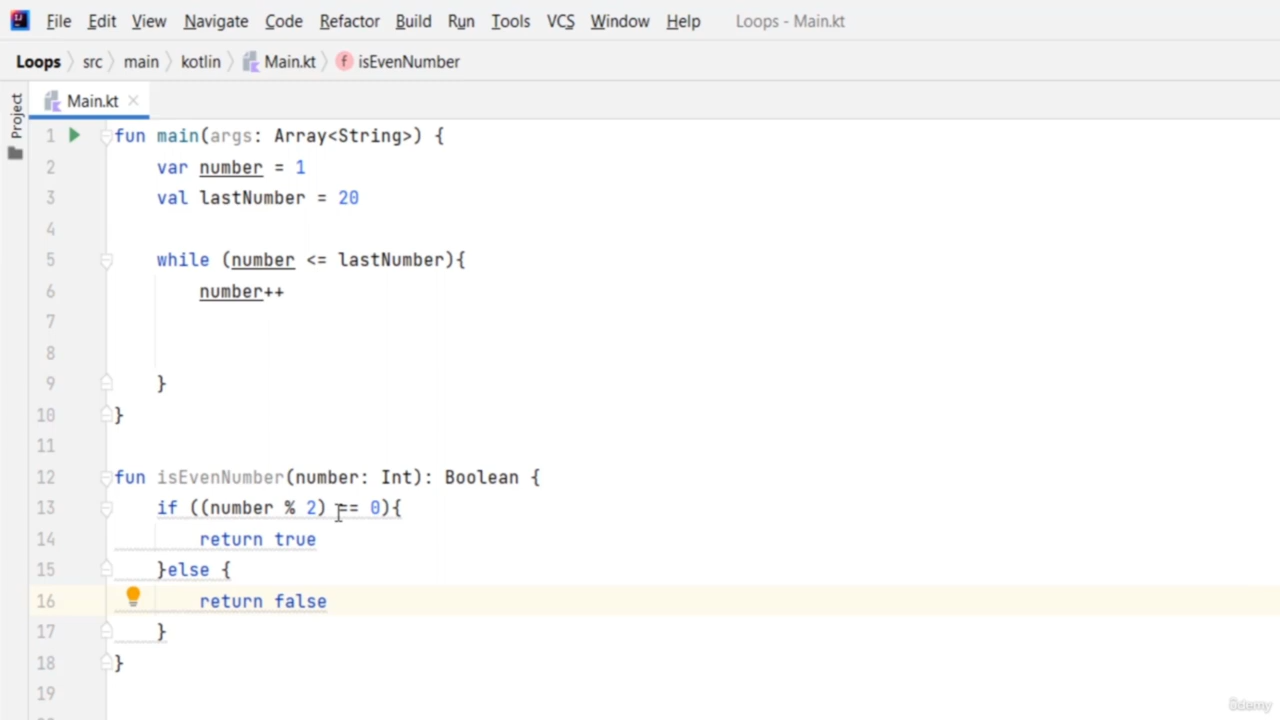 File Edit View Navigate Code Refactor Build Run Tools VCS Window Help Loops - Main.kt
Loops src main kotlin Main.kt f isEvenNumber
Project
Main.kt
1 fun main(args: Array<String>) {
2 var number = 1
3 val lastNumber = 20
4
5 while (number <= lastNumber){
6 number++
7
8
9 }
10 }
11
12 fun isEvenNumber(number: Int): Boolean {
13 if ((number % 2) == 0){
14 return true
15 }else {
16 return false
17 }
18 }
19
ûdemy